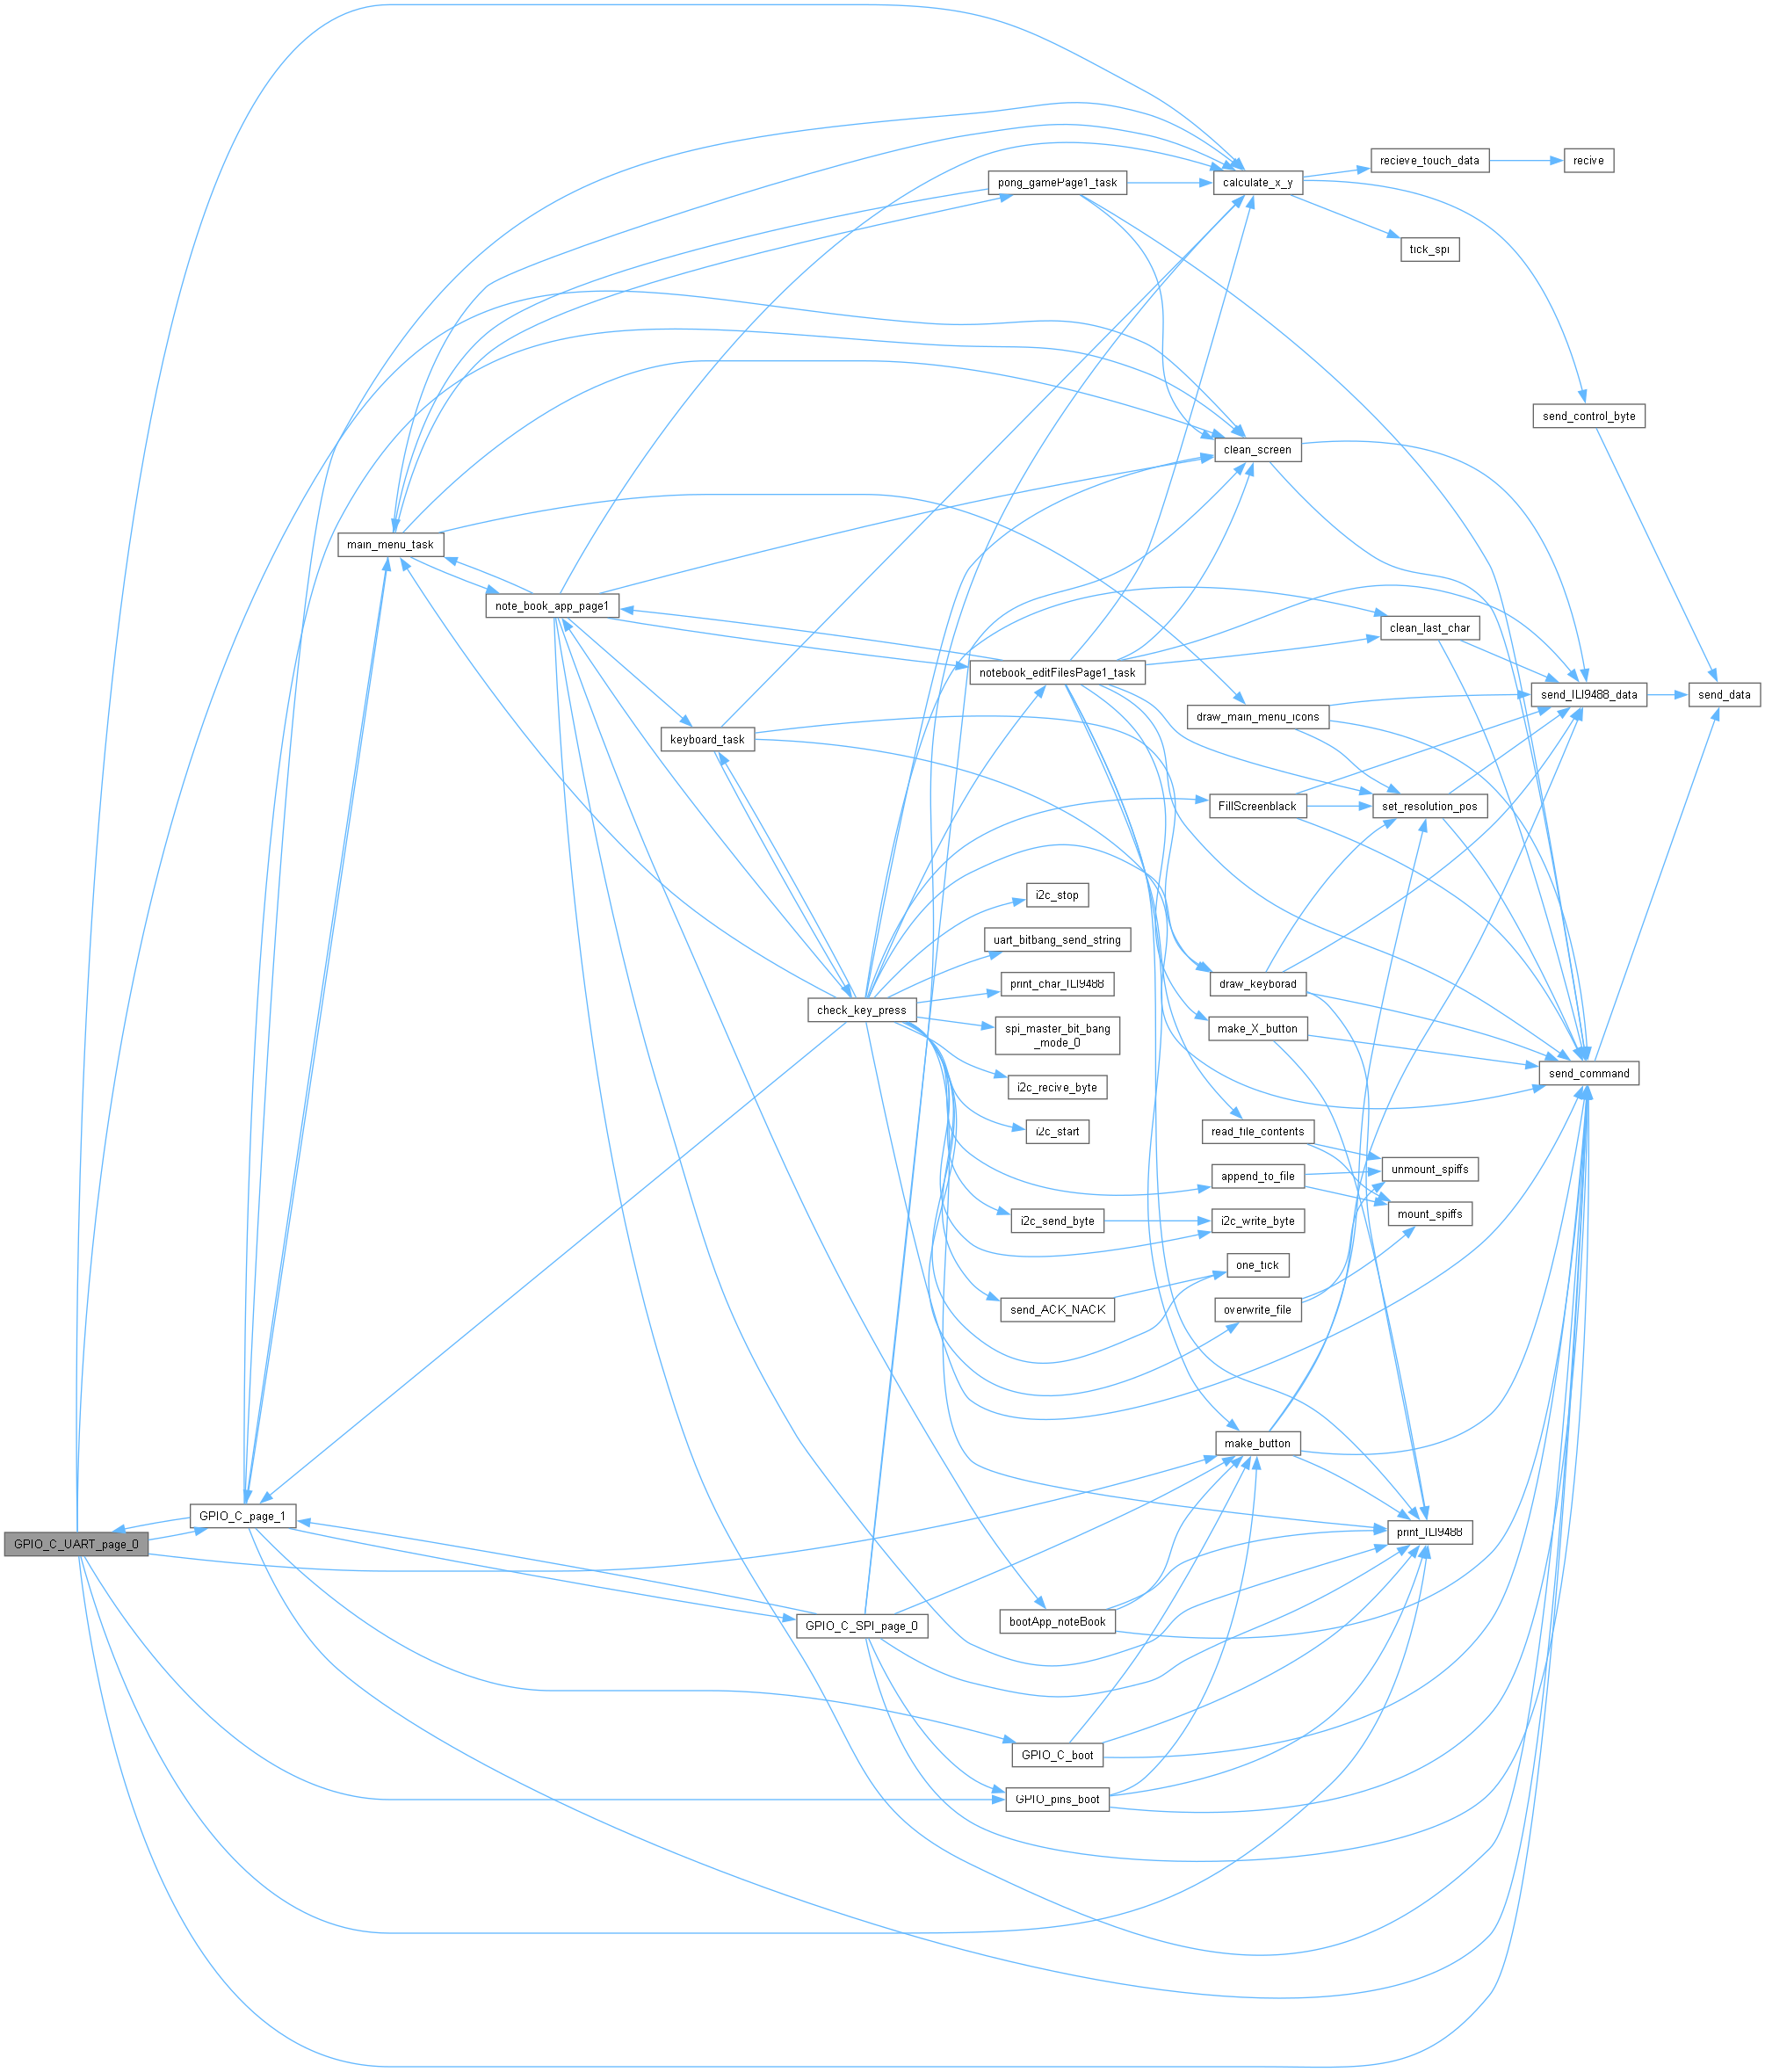 recieve_touch_data
recive
pong_gamePage1_task
calculate_x_y
tick_spi
send_control_byte
clean_screen
main_menu_task
note_book_app_page1
clean_last_char
notebook_editFilesPage1_task
send_ILI9488_data
send_data
draw_main_menu_icons
keyboard_task
FillScreenblack
set_resolution_pos
i2c_stop
uart_bitbang_send_string
print_char_ILI9488
draw_keyborad
check_key_press
spi_master_bit_bang
_mode_0
make_X_button
send_command
i2c_recive_byte
i2c_start
read_file_contents
unmount_spiffs
append_to_file
mount_spiffs
i2c_send_byte
i2c_write_byte
one_tick
send_ACK_NACK
overwrite_file
make_button
GPIO_C_page_1
print_ILI9488
GPIO_C_UART_page_0
bootApp_noteBook
GPIO_C_SPI_page_0
GPIO_C_boot
GPIO_pins_boot